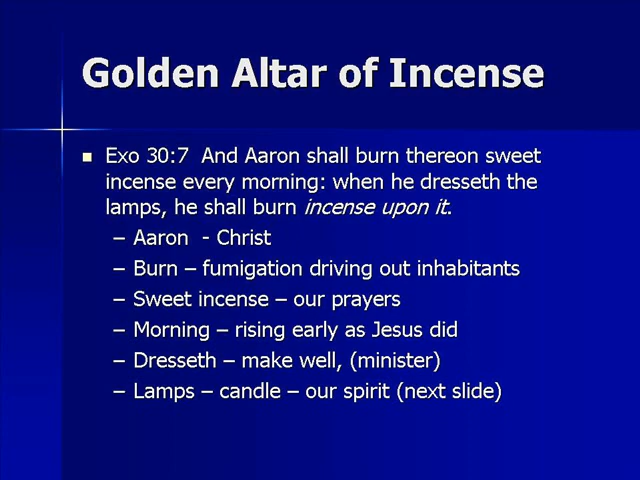 Golden Altar of Incense
Exo 30:7  And Aaron shall burn thereon sweet
incense every morning: when he dresseth the
lamps, he shall burn incense upon it.
– Aaron  - Christ
– Burn – fumigation driving out inhabitants
– Sweet incense – our prayers
– Morning – rising early as Jesus did
– Dresseth – make well, (minister)
– Lamps – candle – our spirit (next slide)